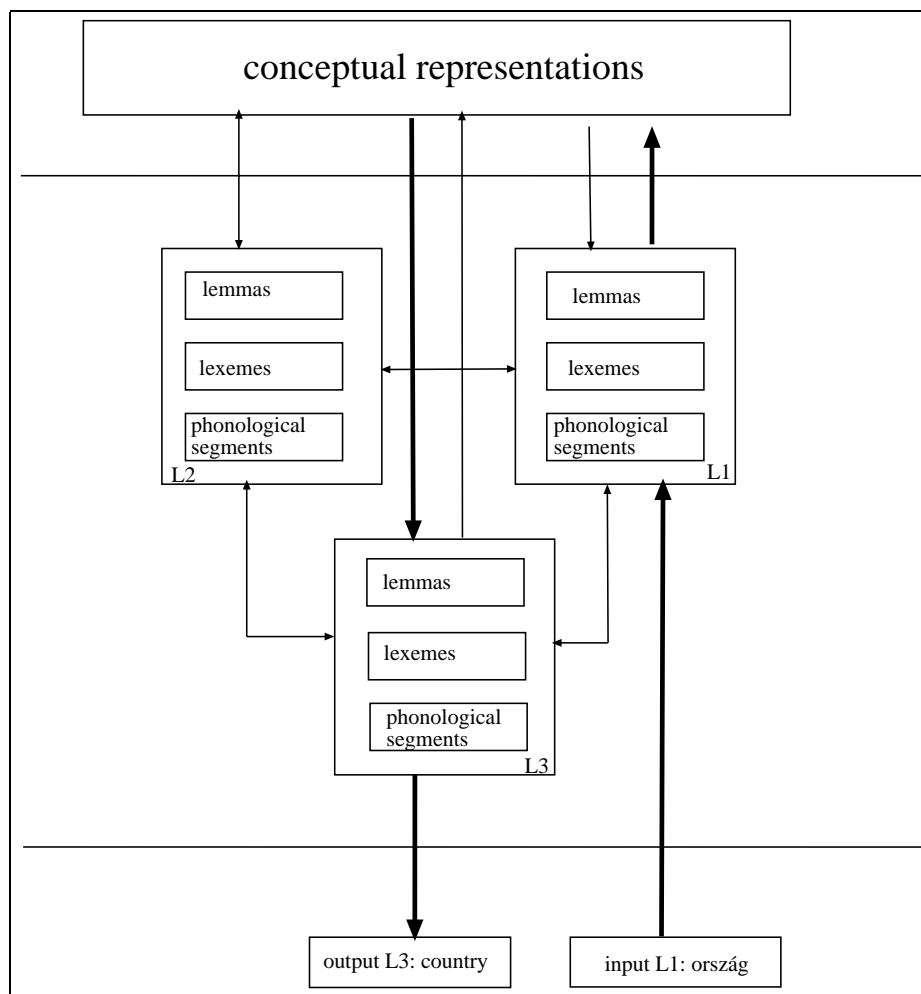 conceptual representations
lemmas
lexemes
phonological
segments
L2
lemmas
lexemes
phonological
segments
L1
lemmas
lexemes
phonological
segments
L3
output L3: country
input L1: ország